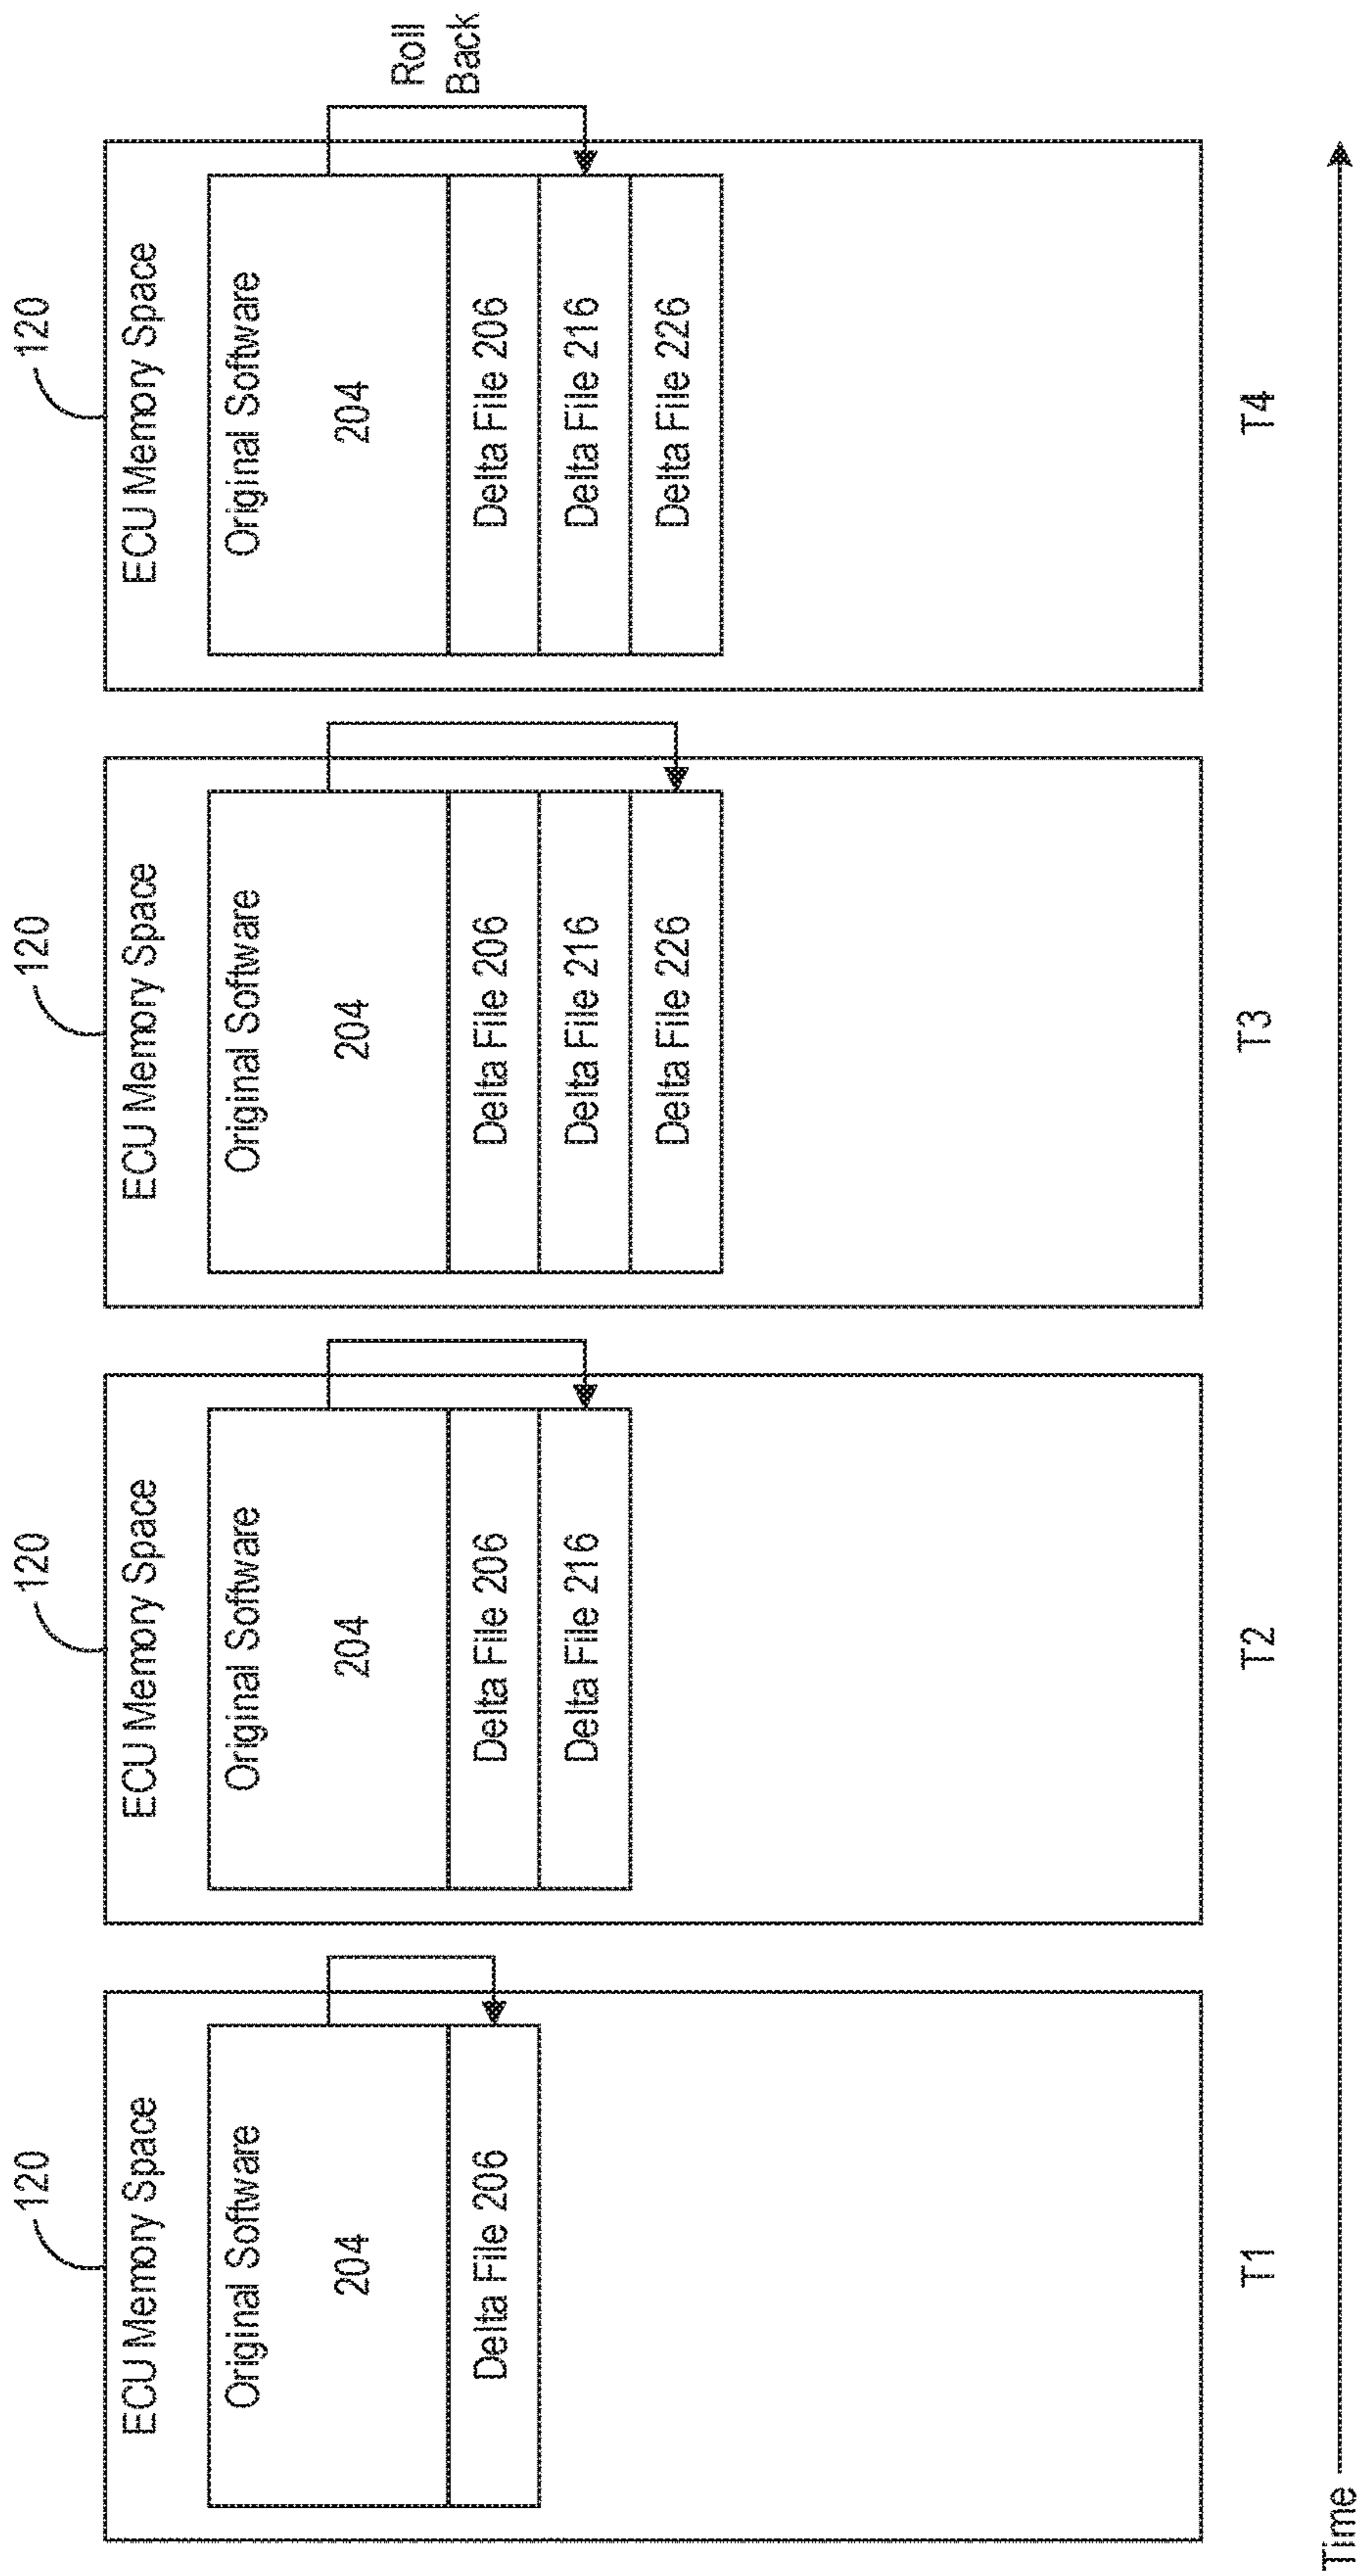 120
ECU Memory Space
Original Software
204
Delta File 206
T1
120
ECU Memory Space
Original Software
204
Delta File 206
Delta File 216
T2
120
ECU Memory Space
Original Software
204
Delta File 206
Delta File 216
Delta File 226
T3
120
ECU Memory Space
Original Software
204
Delta File 206
Delta File 216
Delta File 226
T4
Roll
Back
Time